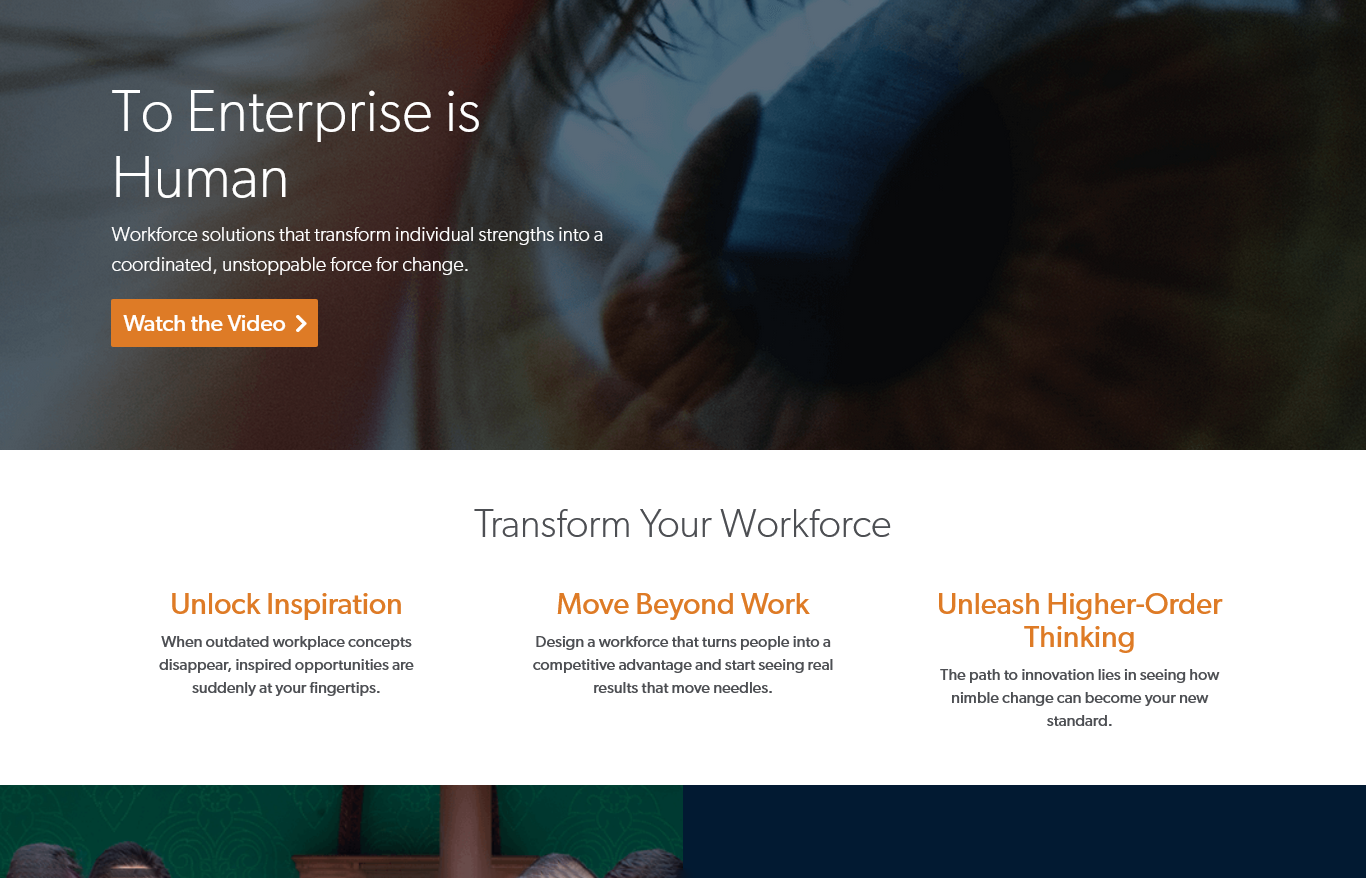 To Enterprise is
Human
Workforce solutions that transform individual strengths into a
coordinated, unstoppable force for change.
Watch the Video
Transform Your Workforce
Unlock Inspiration
When outdated workplace concepts
disappear, inspired opportunities are
suddenly at your fingertips.
Move Beyond Work
Design a workforce that turns people into a
competitive advantage and start seeing real
results that move needles.
Unleash Higher-Order
Thinking
The path to innovation lies in seeing how
nimble change can become your new
standard.